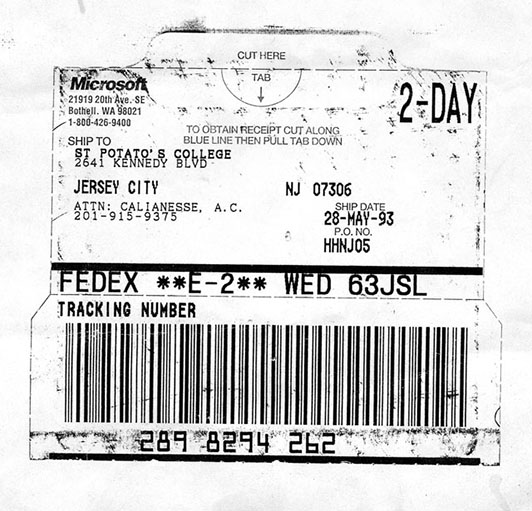 CUT HERE
TAB
Microsoft
21919 20th Ave. SE
Bothell. WA 98021
1-800-426-9400
2-DAY
TO OBTAIN RECEIPT CUT ALONG
BLUE LINE THEN PULL TAB DOWN
SHIP TO
ST POTATO'S COLLEGE
2641 KENNEDY BLVD
JERSEY CITY NJ 07306
ATTN: CALIANESSE, A.C.
201-915-9375
SHIP DATE
28-MAY-93
P.O. NO.
HHNJ05
FEDEX **E-2** WED 63JSL
TRACKING NUMBER
289 8294 262